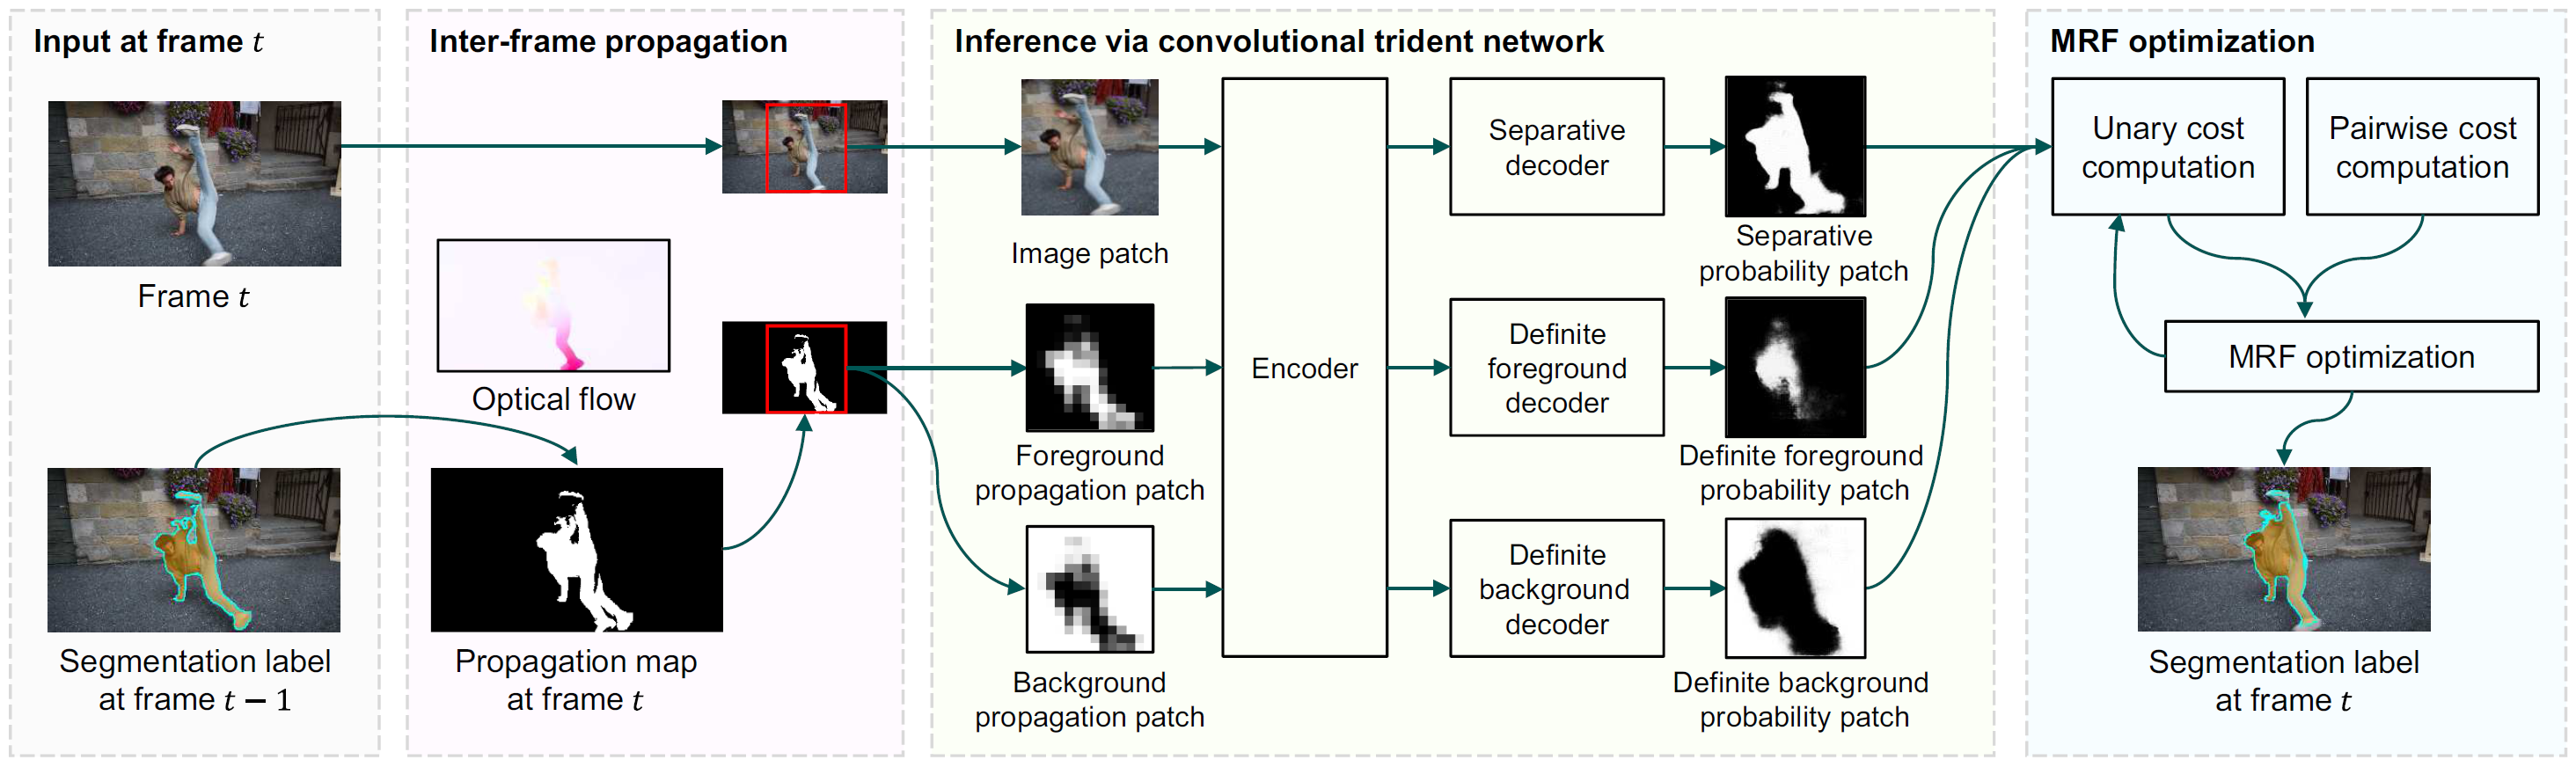 Input at frame t
Frame t
Segmentation label
at frame t − 1
Inter-frame propagation
Optical flow
Propagation map
at frame t
Inference via convolutional trident network
Image patch
Foreground
propagation patch
Background
propagation patch
Encoder
Separative
decoder
Definite
foreground
decoder
Definite
background
decoder
Separative
probability patch
Definite foreground
probability patch
Definite background
probability patch
MRF optimization
Unary cost
computation
Pairwise cost
computation
MRF optimization
Segmentation label
at frame t